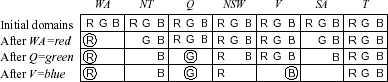 WA NT Q NSW V SA T
Initial domains R G B R G B R G B R G B R G B R G B R G B
After WA=red R G B R G B R G B R G B G B R G B
After Q=green R B G R B R G B B R G B
After V=blue R B G R B R G B